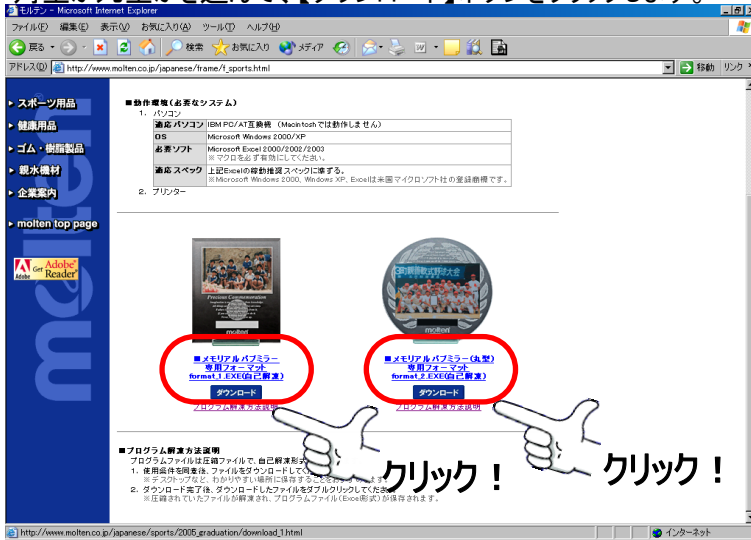 モルテン - Microsoft Internet Explorer
ファイル(F) 編集(E) 表示(V) お気に入り(A) ツール(T) ヘルプ(H)
戻る 検索 お気に入り メディア
アドレス(D) http://www.molten.co.jp/japanese/frame/f_sports.html 移動 リンク
スポーツ用品
健康用品
ゴム・樹脂製品
親水機材
企業案内
molten top page
Get Adobe Reader
Adobe
molten
■動作環境(必要なシステム)
1. パソコン
適応パソコン IBM PC/AT互換機 (Macintoshでは動作しません)
OS Microsoft Windows 2000/XP
必要ソフト Microsoft Excel 2000/2002/2003
※マクロを必ず有効にしてください。
適応スペック 上記Excelの稼動推奨スペックに準ずる。
※Microsoft Windows 2000、Windows XP、Excelは米国マイクロソフト社の登録商標です。
2. プリンター
Precious Commemoration
molten
molten
■メモリアルパブミラー
専用フォーマット
format_1.EXE(自己解凍)
ダウンロード
プログラム解凍方法説明
■メモリアルパブミラー(丸型)
専用フォーマット
format_2.EXE(自己解凍)
ダウンロード
プログラム解凍方法説明
クリック!
クリック!
■プログラム解凍方法説明
プログラムファイルは圧縮ファイルで、自己解凍形式
1. 使用条件を同意後、ファイルをダウンロードして
※デスクトップなど、わかりやすい場所に保存することを
2. ダウンロード完了後、ダウンロードしたファイルをダブルクリックしてください。
※圧縮されていたファイルが解凍され、プログラムファイル(Excel形式)が保存されます。
http://www.molten.co.jp/japanese/sports/2005_graduation/download_1.html インターネット